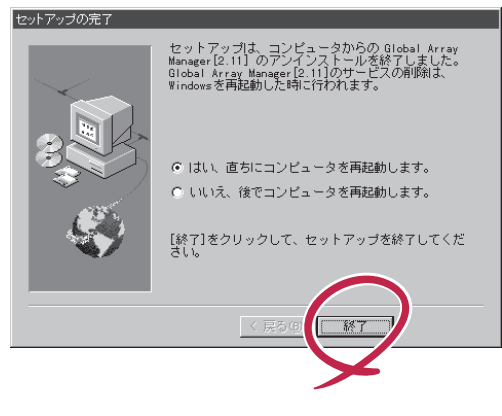 セットアップの完了
セットアップは、コンピュータからの Global Array
Manager[2.11] のアンインストールを終了しました。
Global Array Manager[2.11]のサービスの削除は、
Windowsを再起動した時に行われます。
はい、直ちにコンピュータを再起動します。
いいえ、後でコンピュータを再起動します。
[終了]をクリックして、セットアップを終了してくだ
さい。
< 戻る(B)
終了